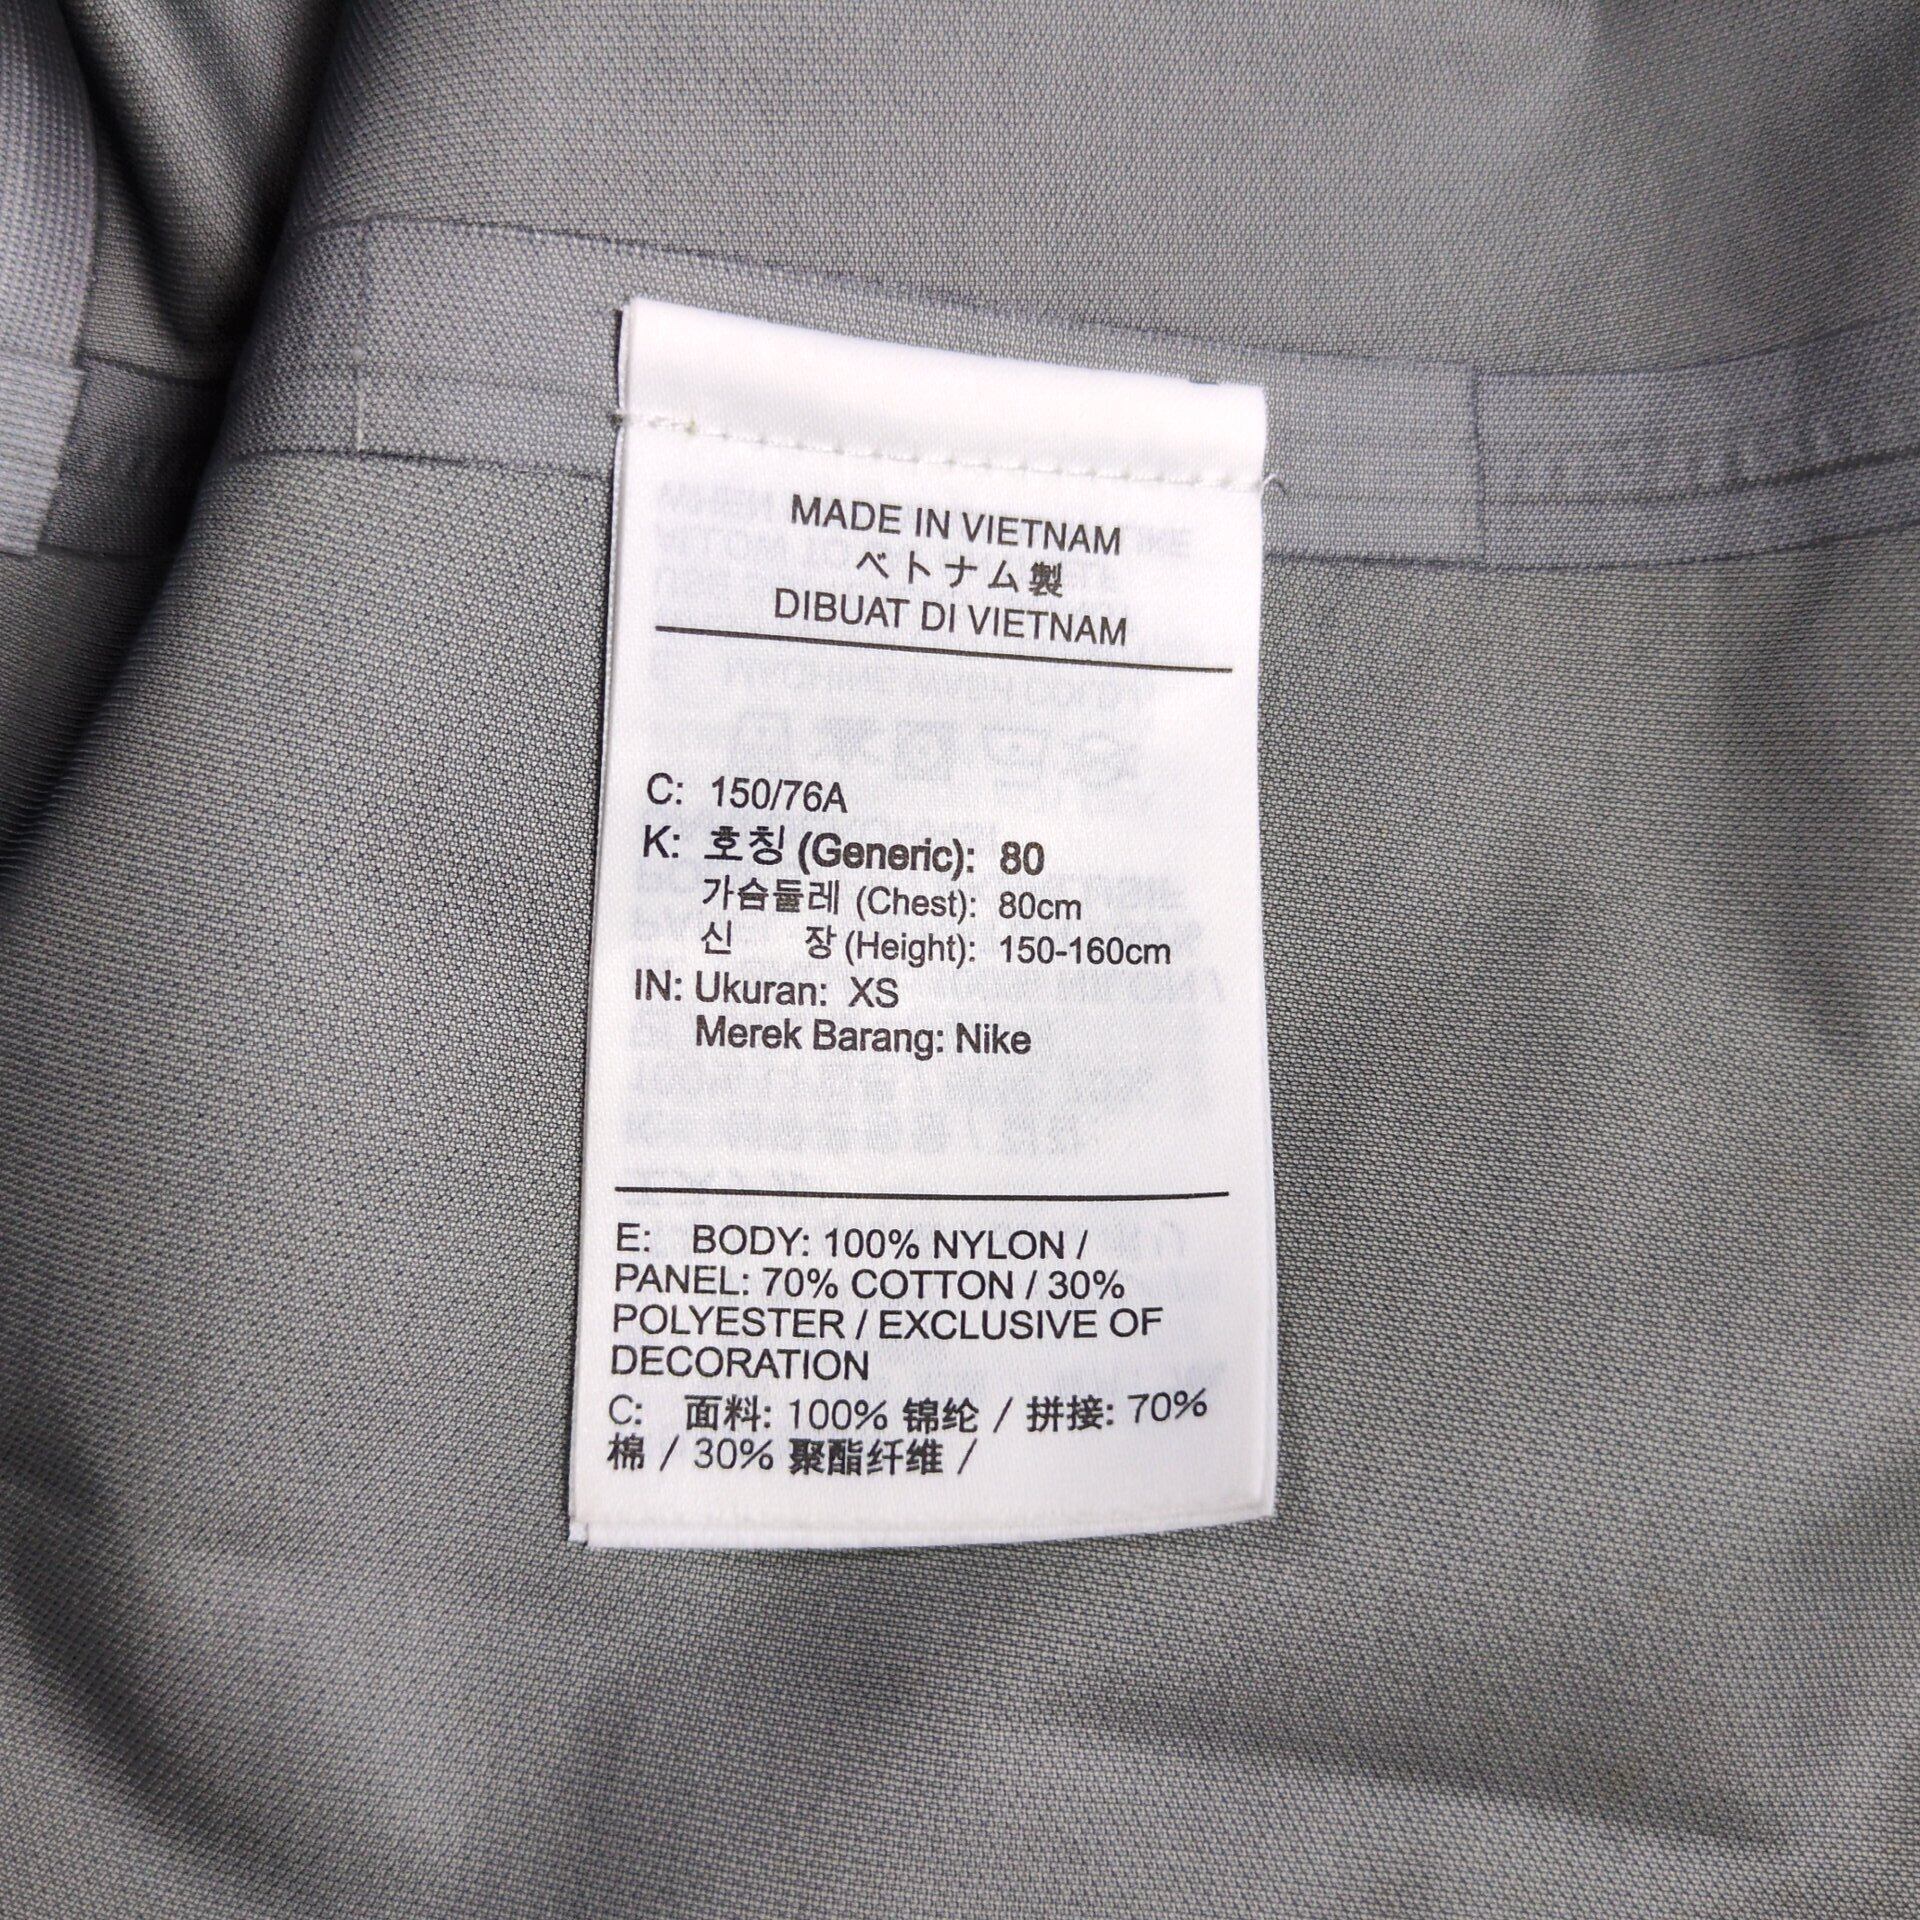 MADE IN VIETNAM
ベトナム製
DIBUAT DI VIETNAM
C: 150/76A
K: 호칭 (Generic): 80
가슴둘레 (Chest): 80cm
신 장 (Height): 150-160cm
IN: Ukuran: XS
Merek Barang: Nike
E: BODY: 100% NYLON /
PANEL: 70% COTTON / 30%
POLYESTER / EXCLUSIVE OF
DECORATION
C: 面料: 100% 锦纶 / 拼接: 70%
棉 / 30% 聚酯纤维 /